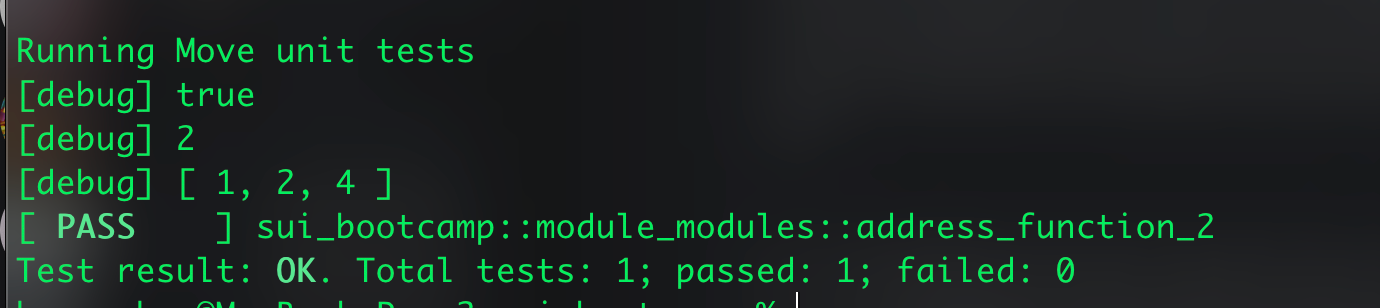 Running Move unit tests
[debug] true
[debug] 2
[debug] [ 1, 2, 4 ]
[ PASS    ] sui_bootcamp::module_modules::address_function_2
Test result: OK. Total tests: 1; passed: 1; failed: 0